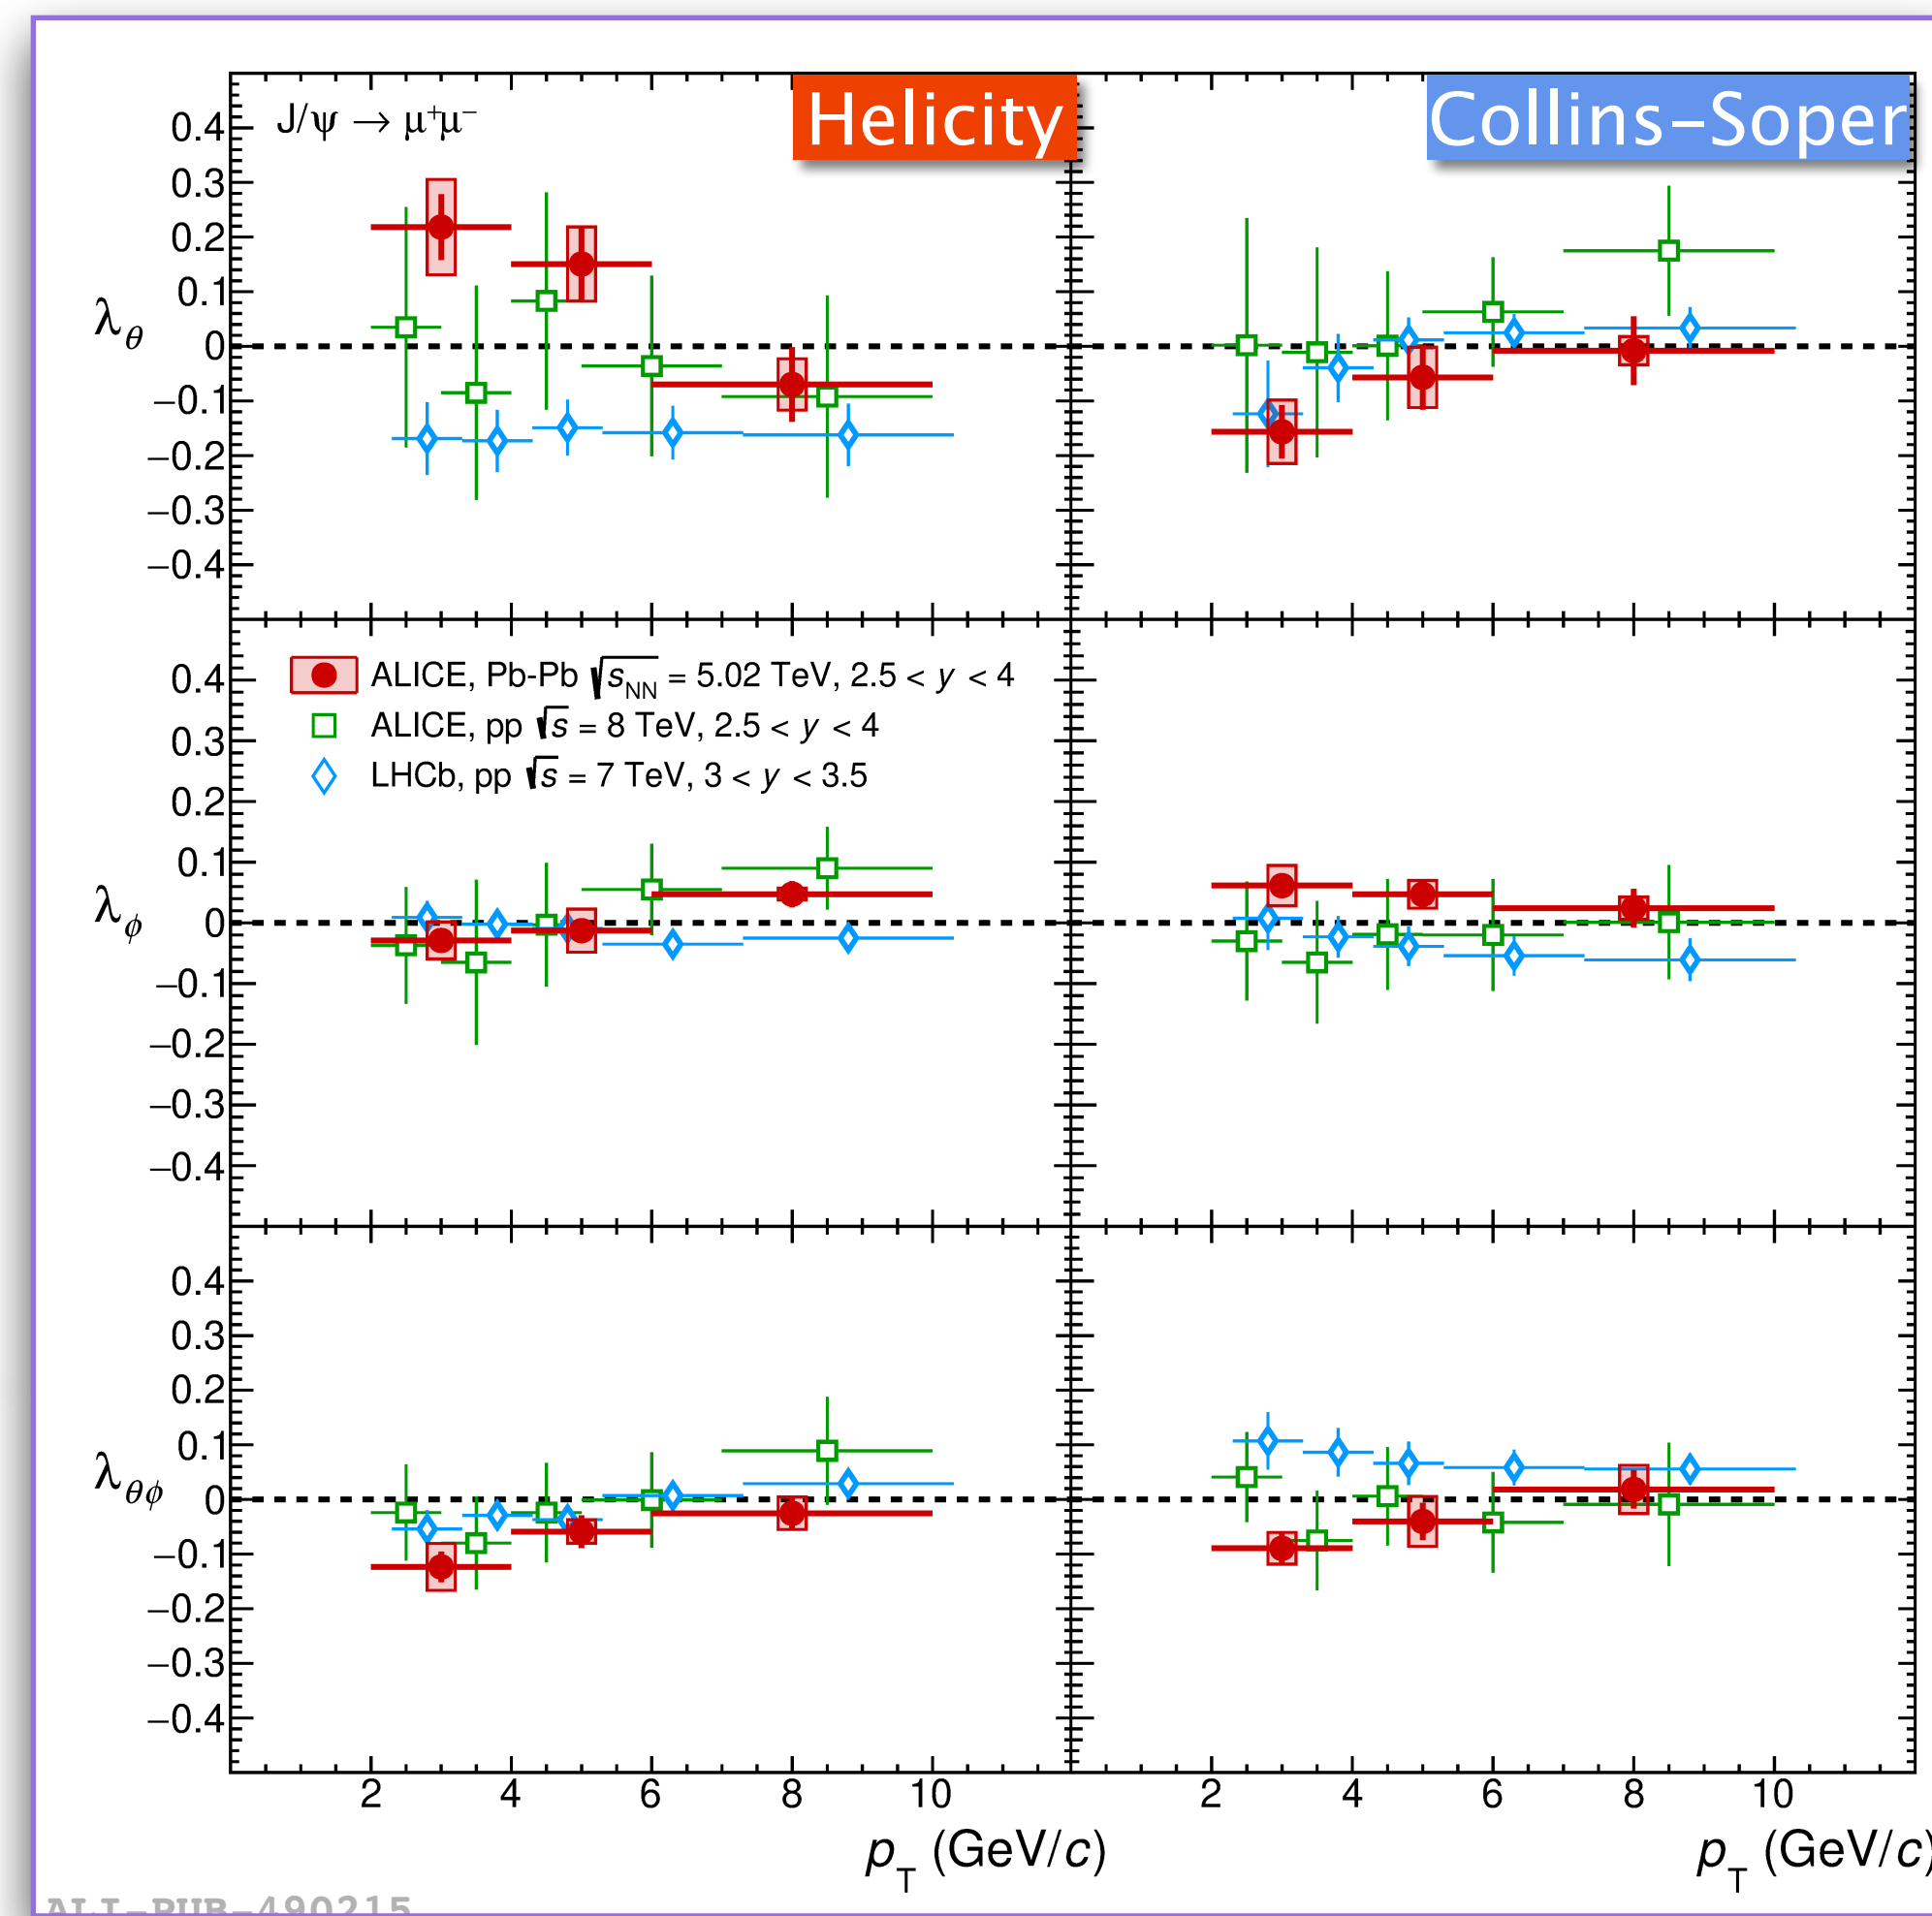 J/ψ → μ⁺μ⁻
Helicity
Collins–Soper
0.4
0.3
0.2
0.1
0
−0.1
−0.2
−0.3
−0.4
λθ
ALICE, Pb-Pb √sNN = 5.02 TeV, 2.5 < y < 4
ALICE, pp √s = 8 TeV, 2.5 < y < 4
LHCb, pp √s = 7 TeV, 3 < y < 3.5
0.4
0.3
0.2
0.1
0
−0.1
−0.2
−0.3
−0.4
λϕ
0.4
0.3
0.2
0.1
0
−0.1
−0.2
−0.3
−0.4
λθϕ
2 4 6 8 10
2 4 6 8 10
pT (GeV/c)
pT (GeV/c)
ALI-PUB-490215